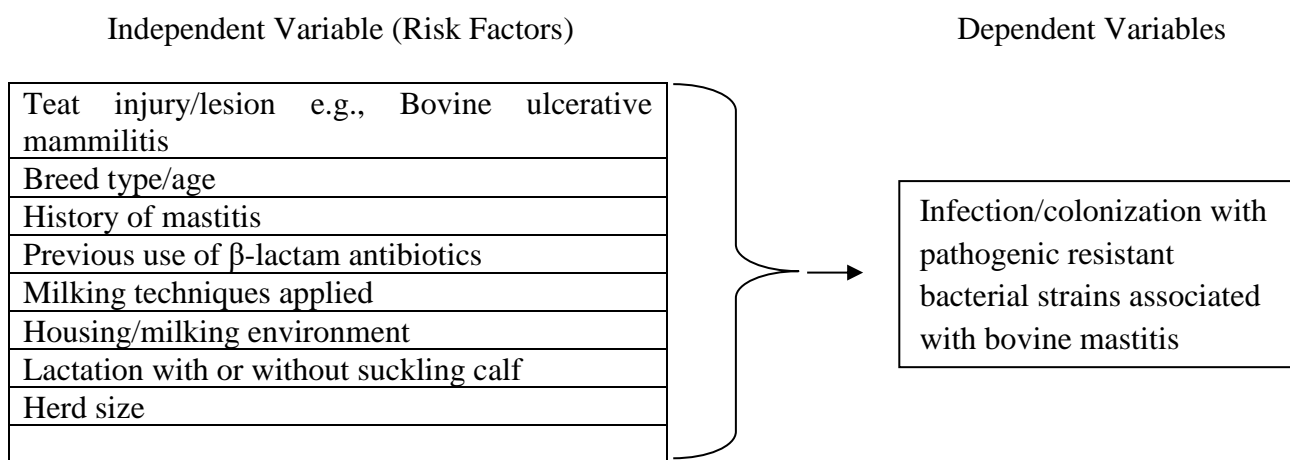 Independent Variable (Risk Factors)
Dependent Variables
Teat injury/lesion e.g., Bovine ulcerative
mammilitis
Breed type/age
History of mastitis
Previous use of β-lactam antibiotics
Milking techniques applied
Housing/milking environment
Lactation with or without suckling calf
Herd size
Infection/colonization with
pathogenic resistant
bacterial strains associated
with bovine mastitis